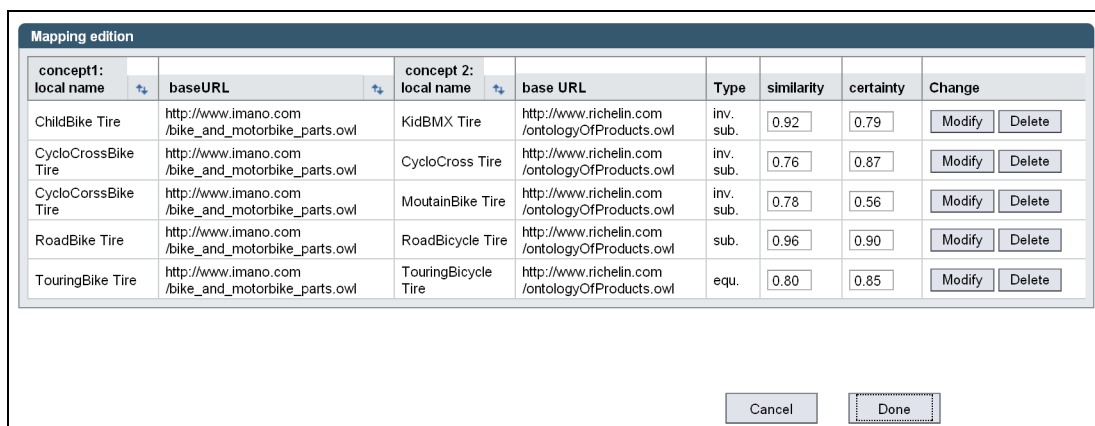 Mapping edition
concept1:
local name
baseURL
concept 2:
local name
base URL
Type
similarity
certainty
Change
ChildBike Tire
http://www.imano.com
/bike_and_motorbike_parts.owl
KidBMX Tire
http://www.richelin.com
/ontologyOfProducts.owl
inv.
sub.
0.92
0.79
Modify
Delete
CycloCrossBike
Tire
http://www.imano.com
/bike_and_motorbike_parts.owl
CycloCross Tire
http://www.richelin.com
/ontologyOfProducts.owl
inv.
sub.
0.76
0.87
Modify
Delete
CycloCorssBike
Tire
http://www.imano.com
/bike_and_motorbike_parts.owl
MoutainBike Tire
http://www.richelin.com
/ontologyOfProducts.owl
inv.
sub.
0.78
0.56
Modify
Delete
RoadBike Tire
http://www.imano.com
/bike_and_motorbike_parts.owl
RoadBicycle Tire
http://www.richelin.com
/ontologyOfProducts.owl
sub.
0.96
0.90
Modify
Delete
TouringBike Tire
http://www.imano.com
/bike_and_motorbike_parts.owl
TouringBicycle
Tire
http://www.richelin.com
/ontologyOfProducts.owl
equ.
0.80
0.85
Modify
Delete
Cancel
Done